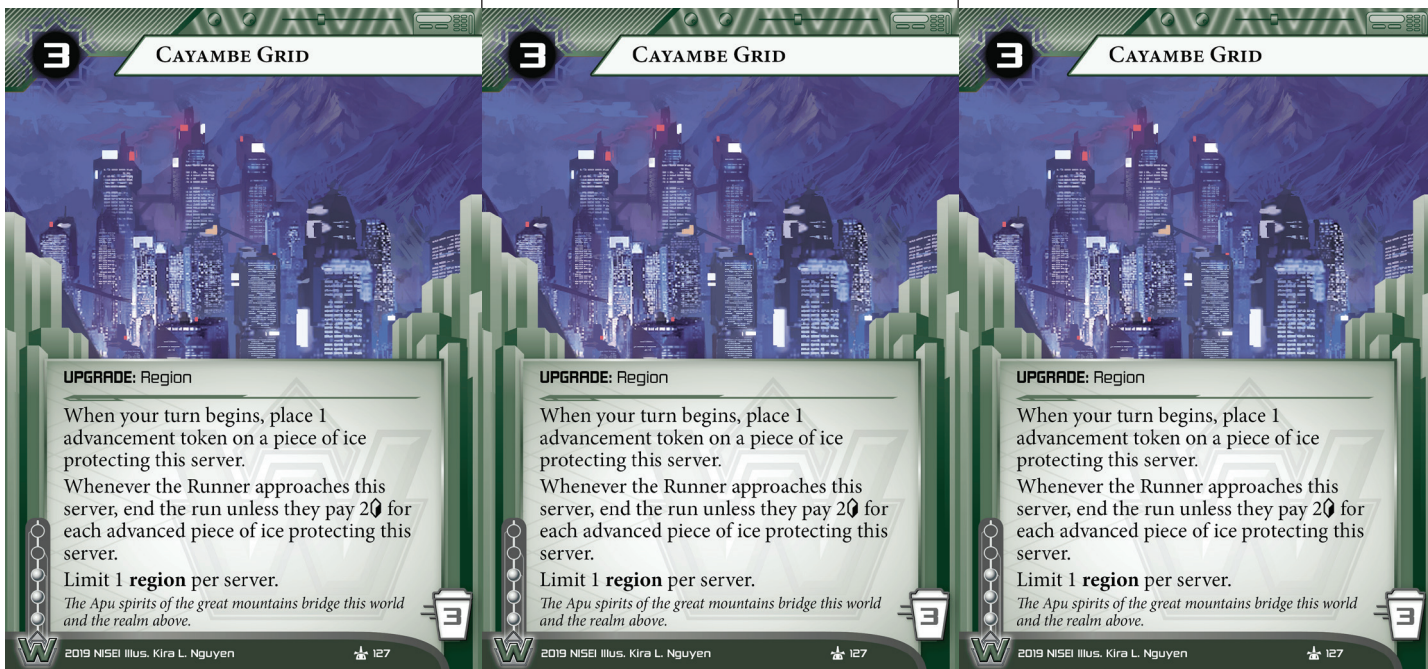 3
CAYAMBE GRID
UPGRADE: Region
When your turn begins, place 1
advancement token on a piece of ice
protecting this server.
Whenever the Runner approaches this
server, end the run unless they pay 2 for
each advanced piece of ice protecting this
server.
Limit 1 region per server.
The Apu spirits of the great mountains bridge this world
and the realm above.
3
W 2019 NISEI Illus. Kira L. Nguyen 127
3
CAYAMBE GRID
UPGRADE: Region
When your turn begins, place 1
advancement token on a piece of ice
protecting this server.
Whenever the Runner approaches this
server, end the run unless they pay 2 for
each advanced piece of ice protecting this
server.
Limit 1 region per server.
The Apu spirits of the great mountains bridge this world
and the realm above.
3
W 2019 NISEI Illus. Kira L. Nguyen 127
3
CAYAMBE GRID
UPGRADE: Region
When your turn begins, place 1
advancement token on a piece of ice
protecting this server.
Whenever the Runner approaches this
server, end the run unless they pay 2 for
each advanced piece of ice protecting this
server.
Limit 1 region per server.
The Apu spirits of the great mountains bridge this world
and the realm above.
3
W 2019 NISEI Illus. Kira L. Nguyen 127